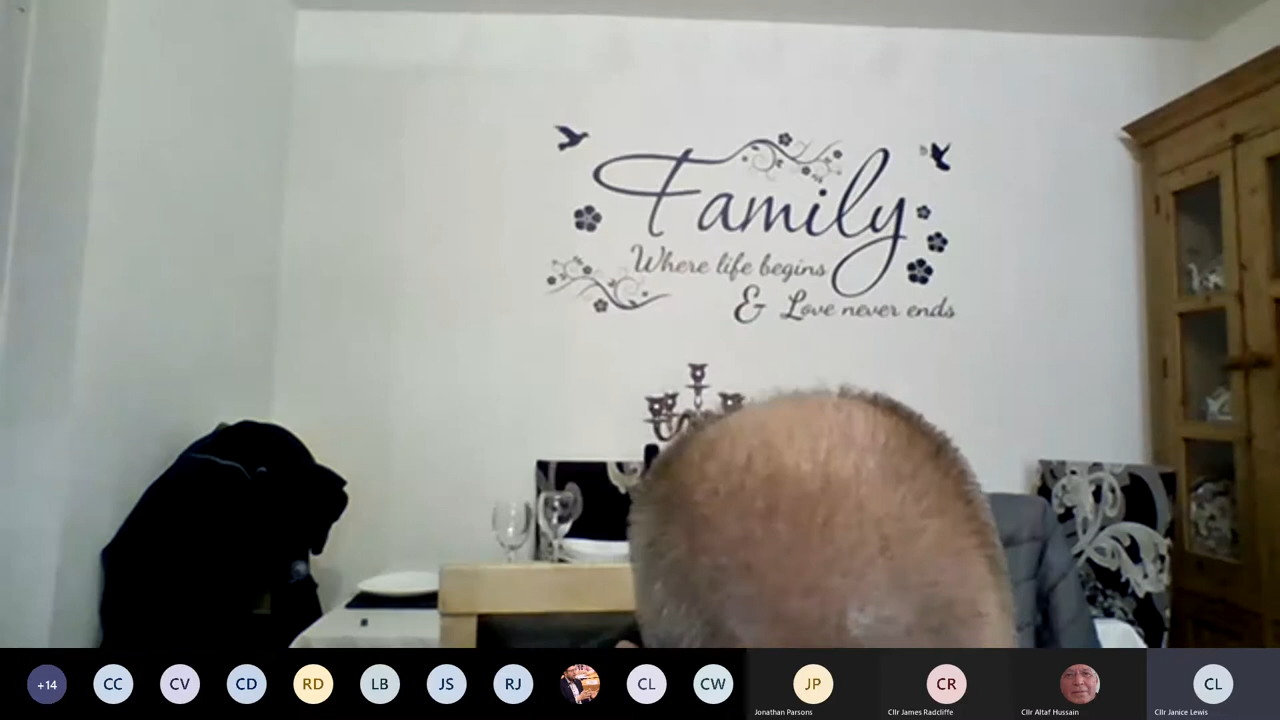 Family
Where life begins
& Love never ends
+14
CC
CV
CD
RD
LB
JS
RJ
CL
CW
JP
CR
CL
Jonathan Parsons
Cllr James Radcliffe
Cllr Altaf Hussain
Cllr Janice Lewis